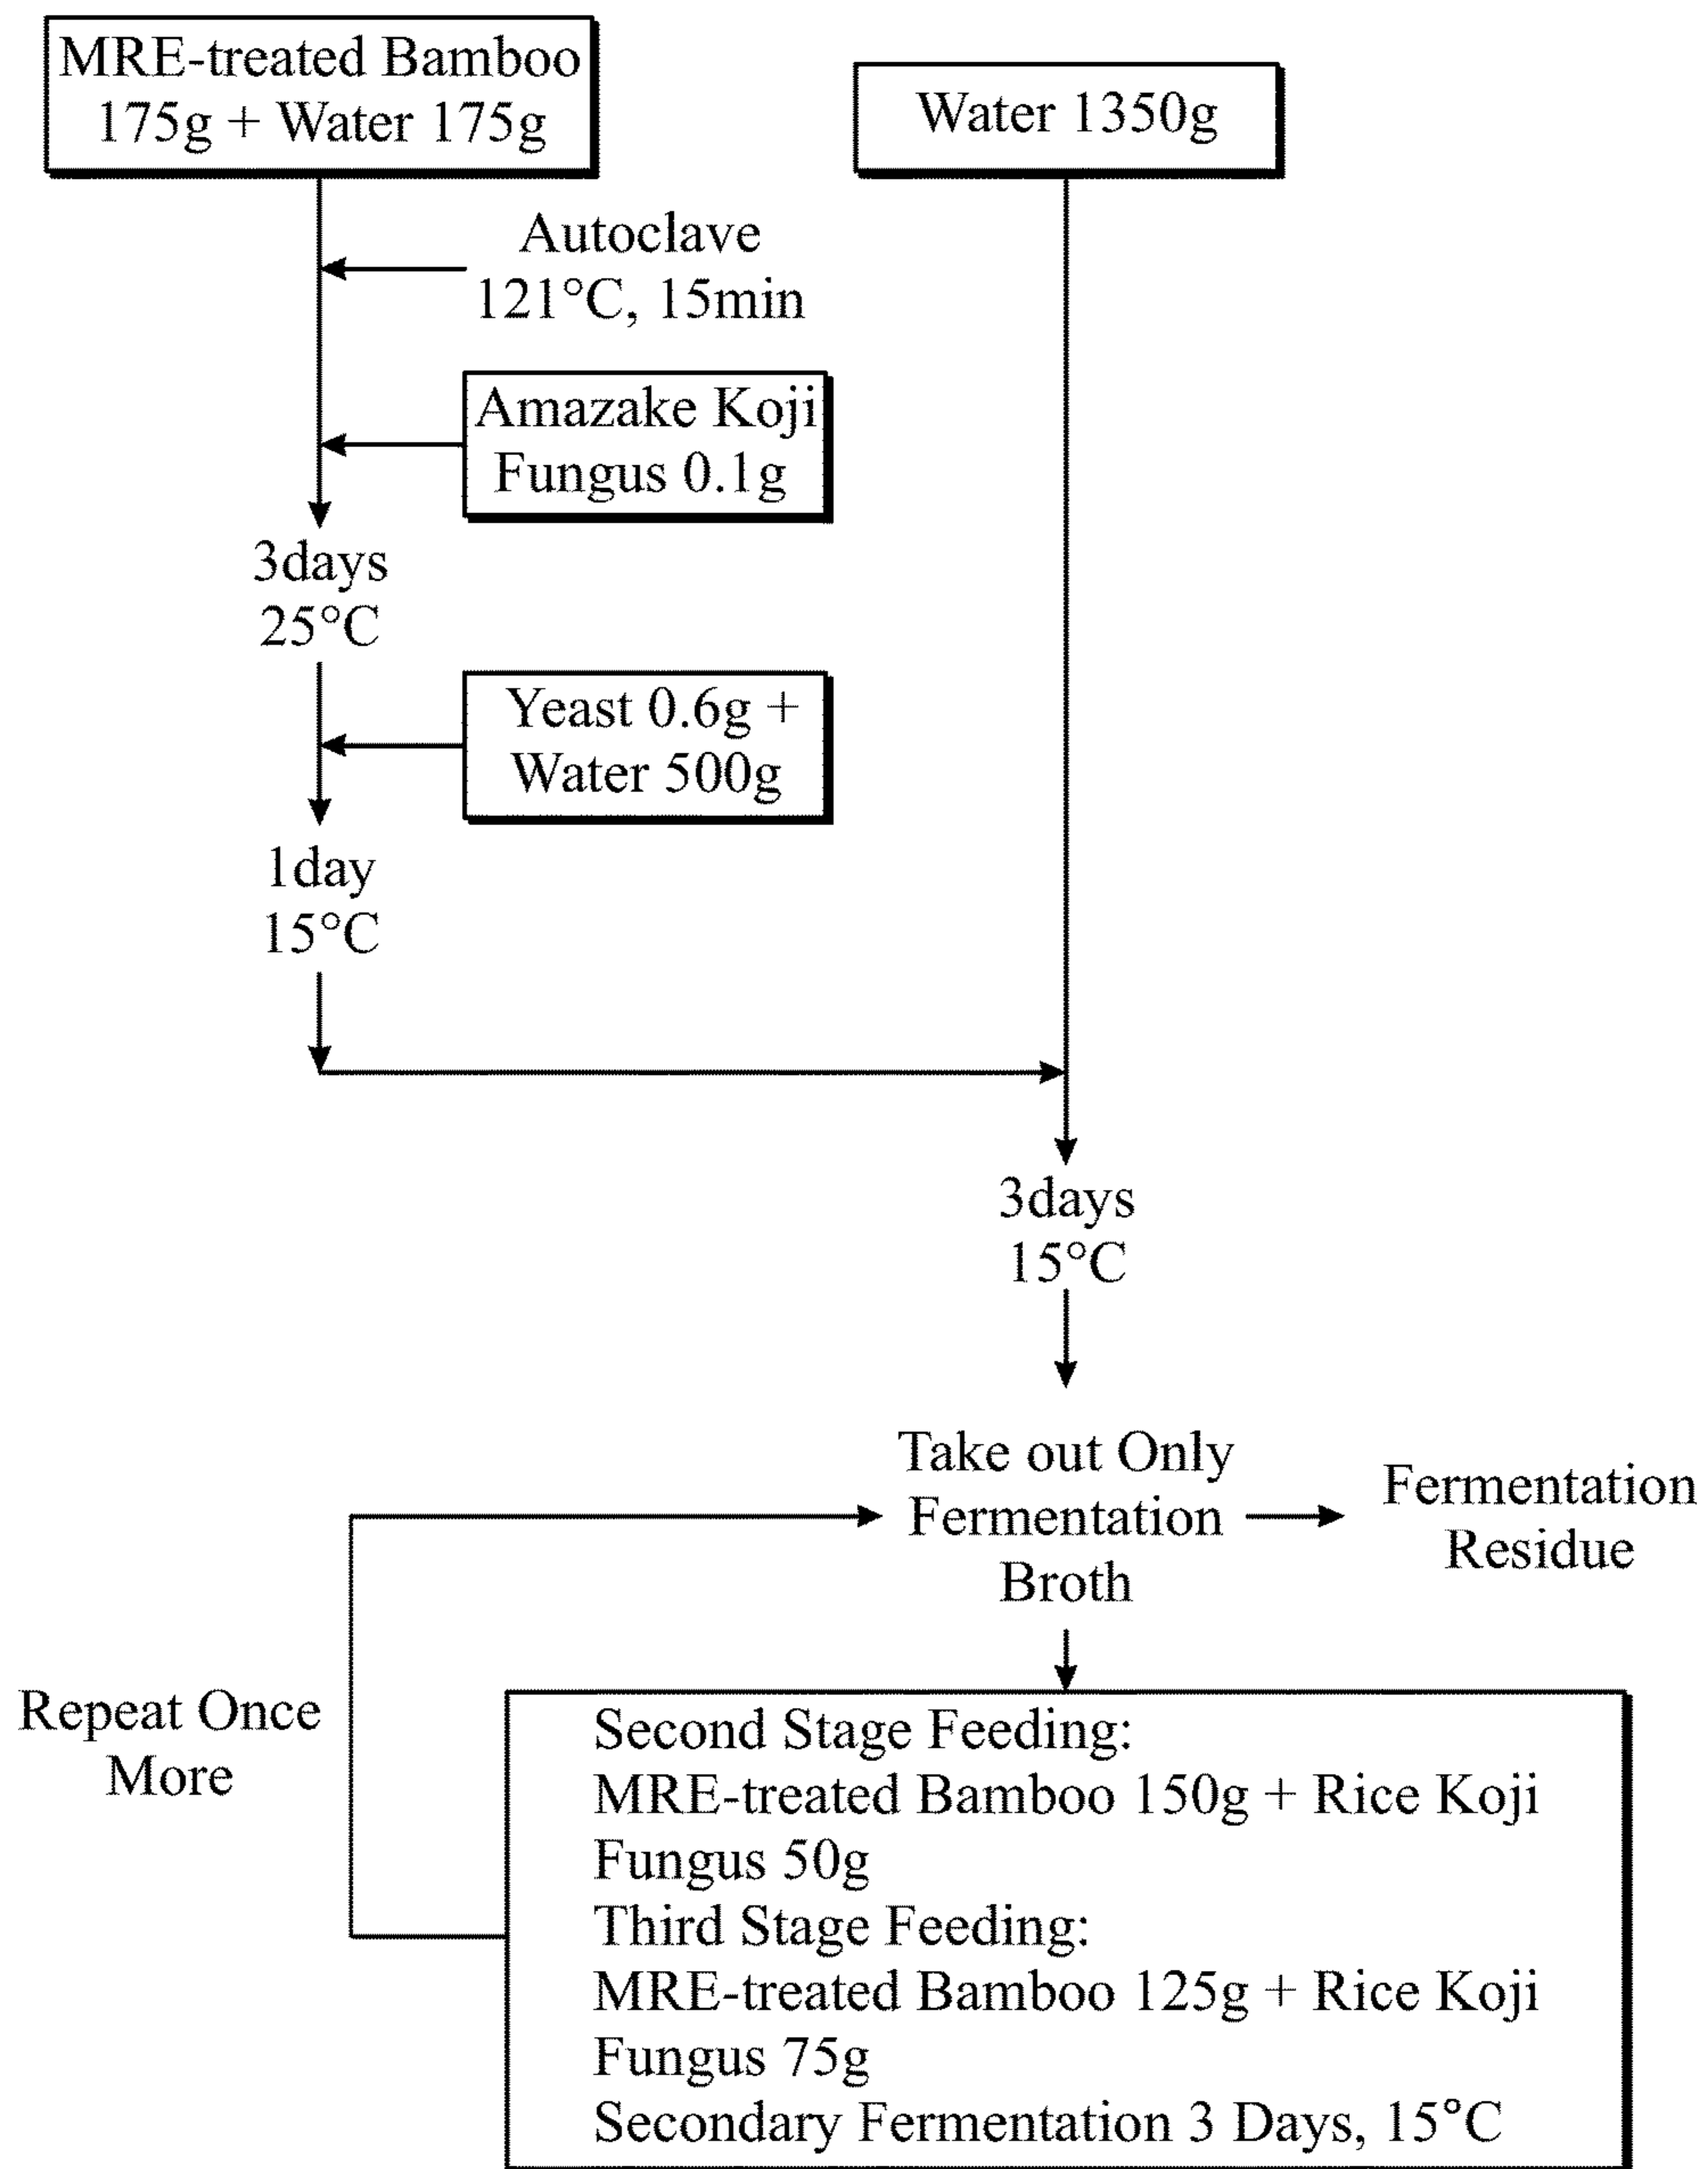 MRE-treated Bamboo
175g + Water 175g
Water 1350g
Autoclave
121°C, 15min
Amazake Koji
Fungus 0.1g
3days
25°C
Yeast 0.6g +
Water 500g
1day
15°C
3days
15°C
Take out Only
Fermentation
Broth
Fermentation
Residue
Repeat Once
More
Second Stage Feeding:
MRE-treated Bamboo 150g + Rice Koji
Fungus 50g
Third Stage Feeding:
MRE-treated Bamboo 125g + Rice Koji
Fungus 75g
Secondary Fermentation 3 Days, 15°C